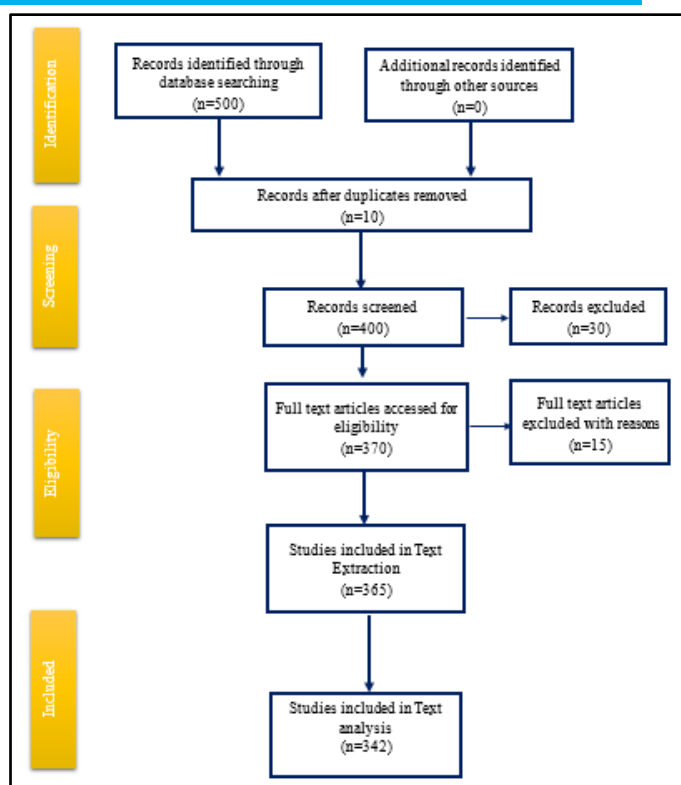 Identification
Records identified through
database searching
(n=500)
Additional records identified
through other sources
(n=0)
Records after duplicates removed
(n=10)
Screening
Records screened
(n=400)
Records excluded
(n=30)
Eligibility
Full text articles accessed for
eligibility
(n=370)
Full text articles
excluded with reasons
(n=15)
Studies included in Text
Extraction
(n=365)
Included
Studies included in Text
analysis
(n=342)